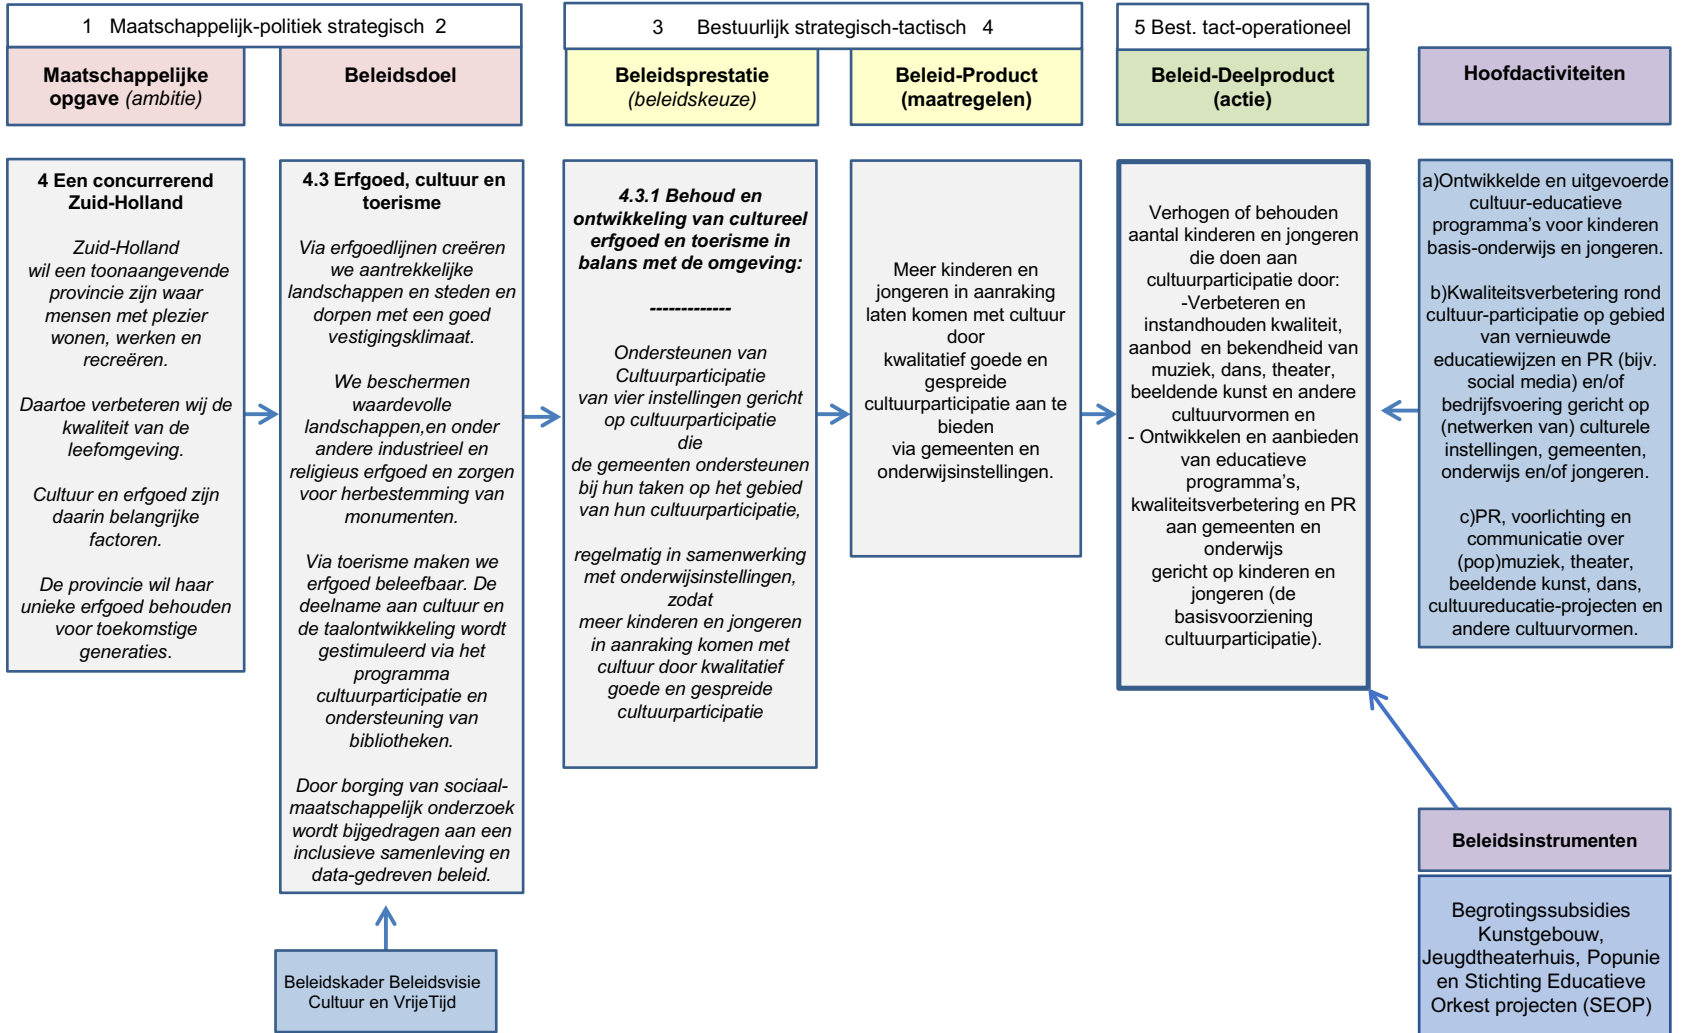 1 Maatschappelijk-politiek strategisch 2
3 Bestuurlijk strategisch-tactisch 4
5 Best. tact-operationeel
Maatschappelijke
opgave (ambitie)
Beleidsdoel
Beleidsprestatie
(beleidskeuze)
Beleid-Product
(maatregelen)
Beleid-Deelproduct
(actie)
Hoofdactiviteiten
4 Een concurrerend
Zuid-Holland
Zuid-Holland
wil een toonaangevende
provincie zijn waar
mensen met plezier
wonen, werken en
recreëren.
Daartoe verbeteren wij de
kwaliteit van de
leefomgeving.
Cultuur en erfgoed zijn
daarin belangrijke
factoren.
De provincie wil haar
unieke erfgoed behouden
voor toekomstige
generaties.
4.3 Erfgoed, cultuur en
toerisme
Via erfgoedlijnen creëren
we aantrekkelijke
landschappen en steden en
dorpen met een goed
vestigingsklimaat.
We beschermen
waardevolle
landschappen,en onder
andere industrieel en
religieus erfgoed en zorgen
voor herbestemming van
monumenten.
Via toerisme maken we
erfgoed beleefbaar. De
deelname aan cultuur en
de taalontwikkeling wordt
gestimuleerd via het
programma
cultuurparticipatie en
ondersteuning van
bibliotheken.
Door borging van sociaal-
maatschappelijk onderzoek
wordt bijgedragen aan een
inclusieve samenleving en
data-gedreven beleid.
4.3.1 Behoud en
ontwikkeling van cultureel
erfgoed en toerisme in
balans met de omgeving:
-------------
Ondersteunen van
Cultuurparticipatie
van vier instellingen gericht
op cultuurparticipatie
die
de gemeenten ondersteunen
bij hun taken op het gebied
van hun cultuurparticipatie,
regelmatig in samenwerking
met onderwijsinstellingen,
zodat
meer kinderen en jongeren
in aanraking komen met
cultuur door kwalitatief
goede en gespreide
cultuurparticipatie
Meer kinderen en
jongeren in aanraking
laten komen met cultuur
door
kwalitatief goede en
gespreide
cultuurparticipatie aan te
bieden
via gemeenten en
onderwijsinstellingen.
Verhogen of behouden
aantal kinderen en jongeren
die doen aan
cultuurparticipatie door:
-Verbeteren en
instandhouden kwaliteit,
aanbod en bekendheid van
muziek, dans, theater,
beeldende kunst en andere
cultuurvormen en
- Ontwikkelen en aanbieden
van educatieve
programma’s,
kwaliteitsverbetering en PR
aan gemeenten en
onderwijs
gericht op kinderen en
jongeren (de
basisvoorziening
cultuurparticipatie).
a)Ontwikkelde en uitgevoerde
cultuur-educatieve
programma’s voor kinderen
basis-onderwijs en jongeren.
b)Kwaliteitsverbetering rond
cultuur-participatie op gebied
van vernieuwde
educatiewijzen en PR (bijv.
social media) en/of
bedrijfsvoering gericht op
(netwerken van) culturele
instellingen, gemeenten,
onderwijs en/of jongeren.
c)PR, voorlichting en
communicatie over
(pop)muziek, theater,
beeldende kunst, dans,
cultuureducatie-projecten en
andere cultuurvormen.
Beleidsinstrumenten
Begrotingssubsidies
Kunstgebouw,
Jeugdtheaterhuis, Popunie
en Stichting Educatieve
Orkest projecten (SEOP)
Beleidskader Beleidsvisie
Cultuur en VrijeTijd